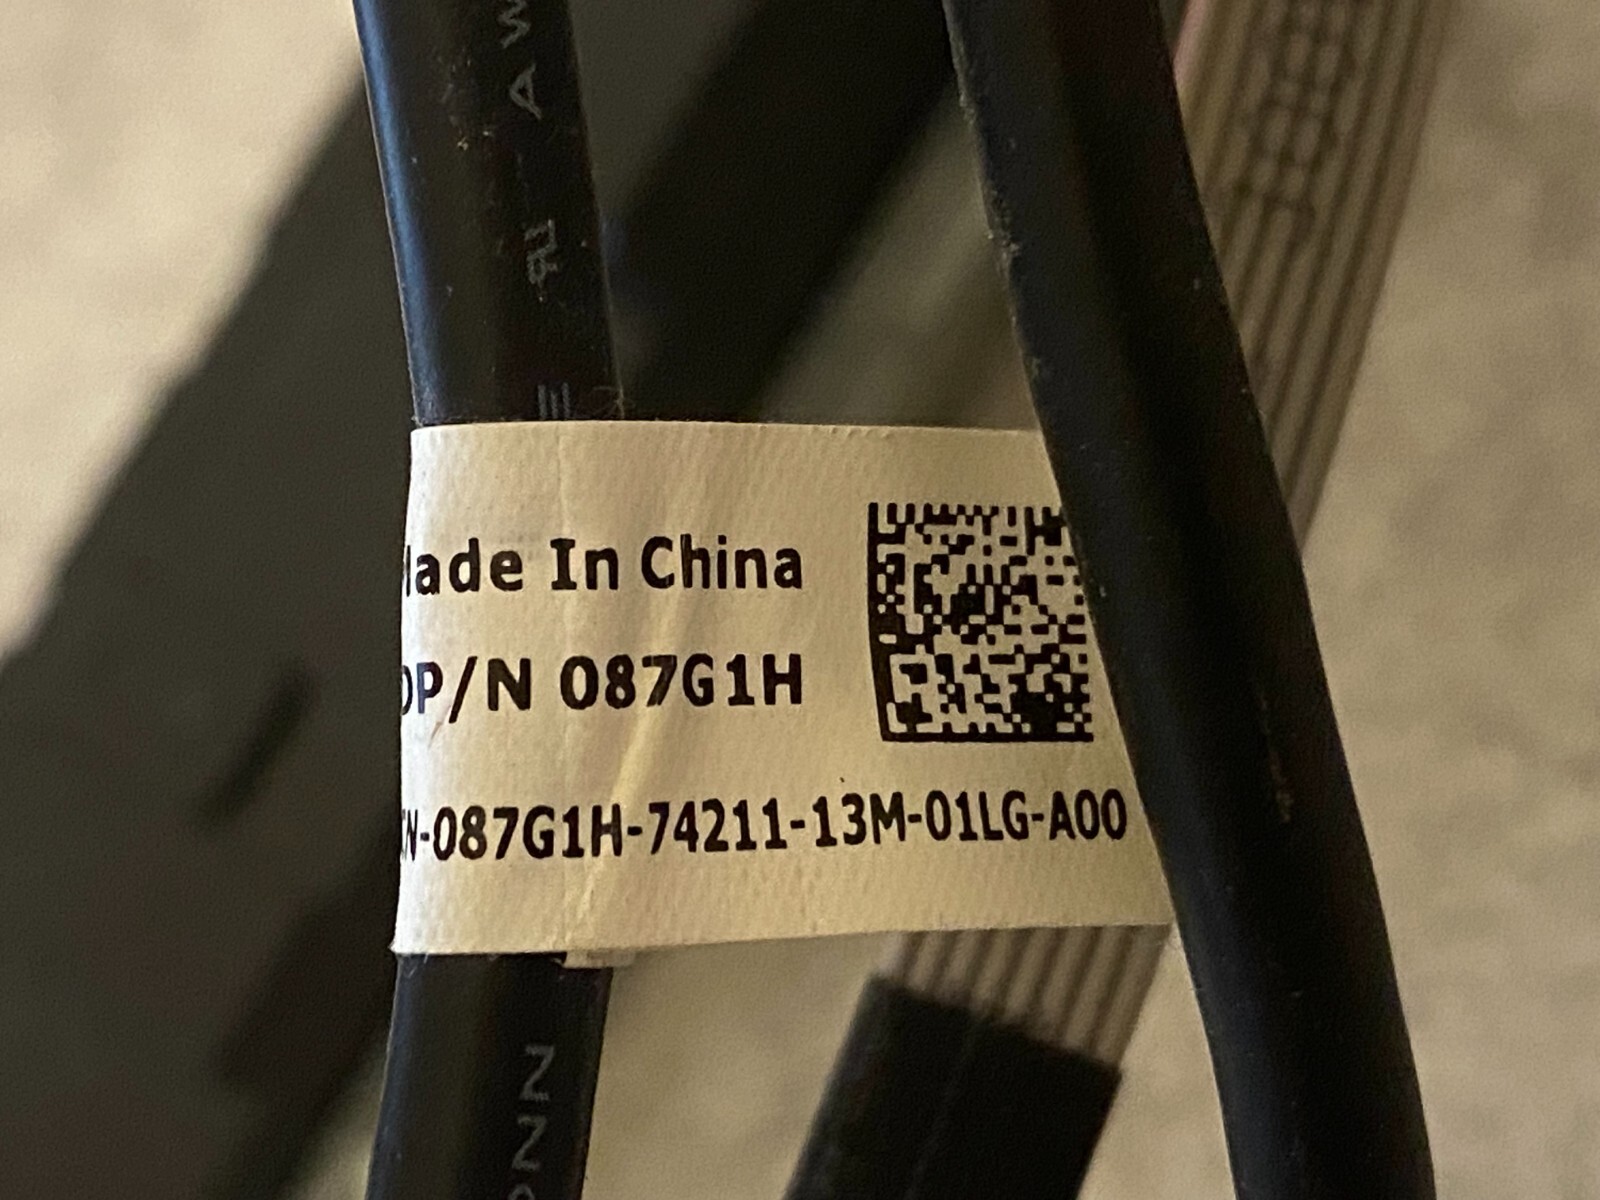 Made In China
DP/N 087G1H
CN-087G1H-74211-13M-01LG-A00